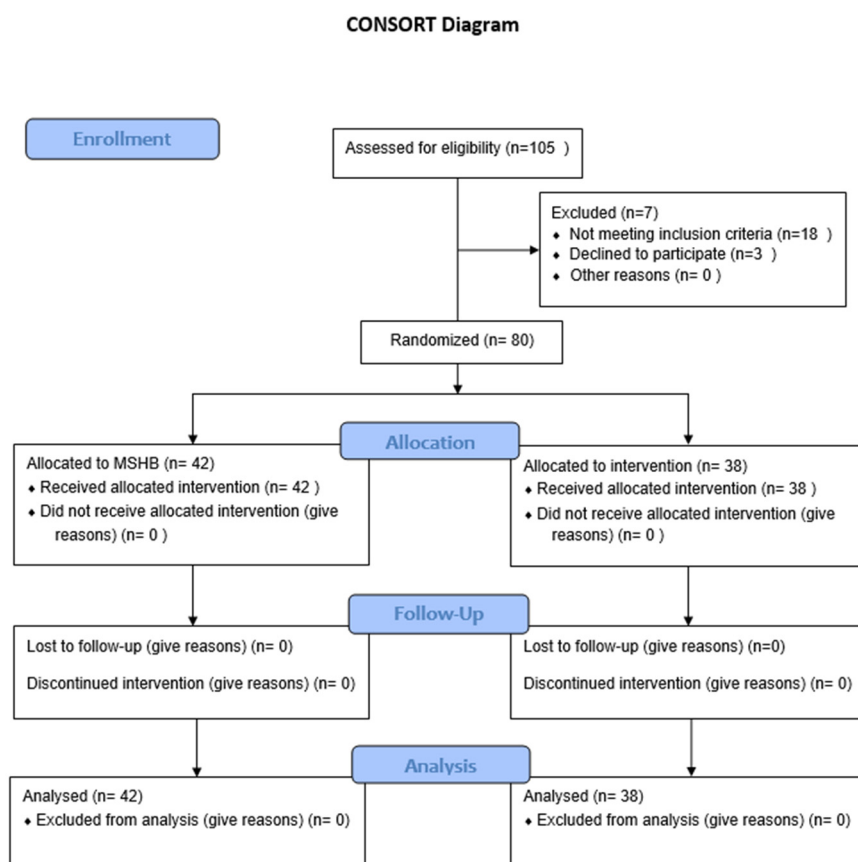 CONSORT Diagram
Enrollment
Assessed for eligibility (n=105 )
Excluded (n=7)
♦ Not meeting inclusion criteria (n=18 )
♦ Declined to participate (n=3 )
♦ Other reasons (n= 0 )
Randomized (n= 80)
Allocation
Allocated to MSHB (n= 42)
♦ Received allocated intervention (n= 42 )
♦ Did not receive allocated intervention (give
reasons) (n= 0 )
Allocated to intervention (n= 38)
♦ Received allocated intervention (n= 38 )
♦ Did not receive allocated intervention (give
reasons) (n= 0 )
Follow-Up
Lost to follow-up (give reasons) (n= 0)
Discontinued intervention (give reasons) (n= 0)
Lost to follow-up (give reasons) (n=0)
Discontinued intervention (give reasons) (n= 0)
Analysis
Analysed (n= 42)
♦ Excluded from analysis (give reasons) (n= 0)
Analysed (n= 38)
♦ Excluded from analysis (give reasons) (n= 0)